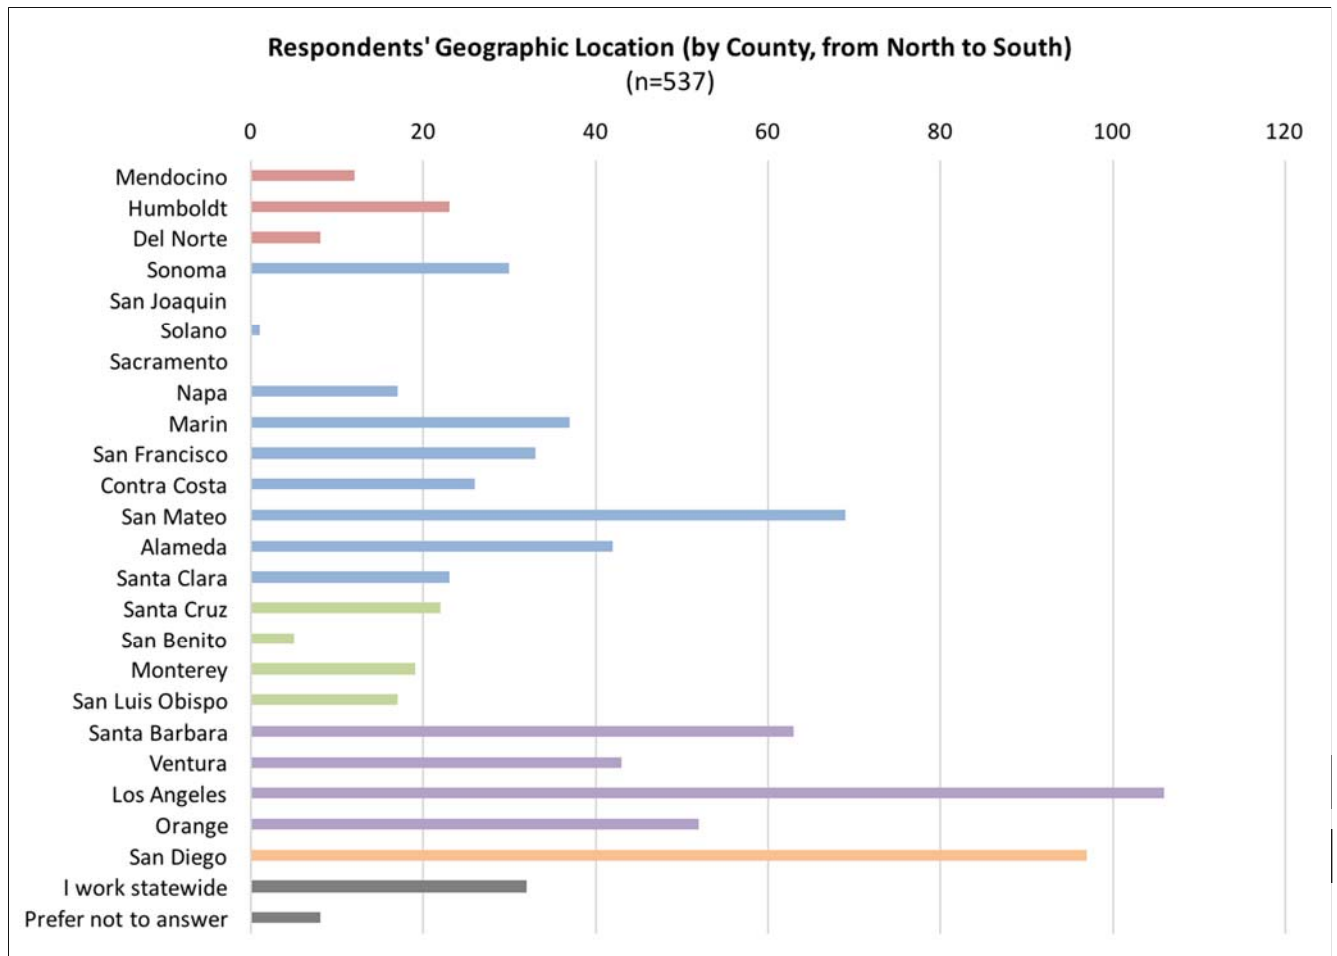 Respondents' Geographic Location (by County, from North to South)
(n=537)
0 20 40 60 80 100 120
Mendocino
Humboldt
Del Norte
Sonoma
San Joaquin
Solano
Sacramento
Napa
Marin
San Francisco
Contra Costa
San Mateo
Alameda
Santa Clara
Santa Cruz
San Benito
Monterey
San Luis Obispo
Santa Barbara
Ventura
Los Angeles
Orange
San Diego
I work statewide
Prefer not to answer